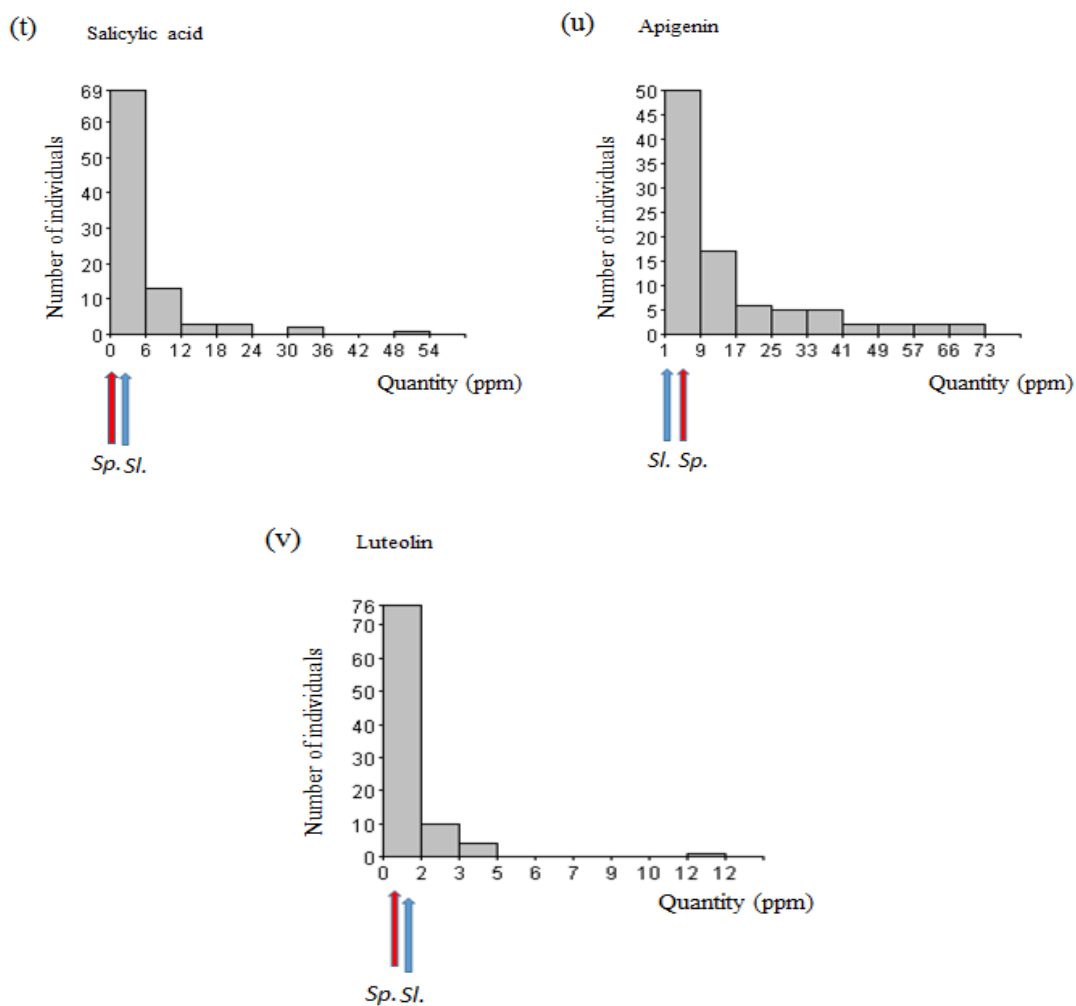 (t) Salicylic acid
Number of individuals
69
60
50
40
30
20
10
0
0 6 12 18 24 30 36 42 48 54
Quantity (ppm)
Sp. Sl.
(u) Apigenin
Number of individuals
50
45
40
35
30
25
20
15
10
5
0
1 9 17 25 33 41 49 57 66 73
Quantity (ppm)
Sl. Sp.
(v) Luteolin
Number of individuals
76
70
60
50
40
30
20
10
0
0 2 3 5 6 7 9 10 12 12
Quantity (ppm)
Sp. Sl.